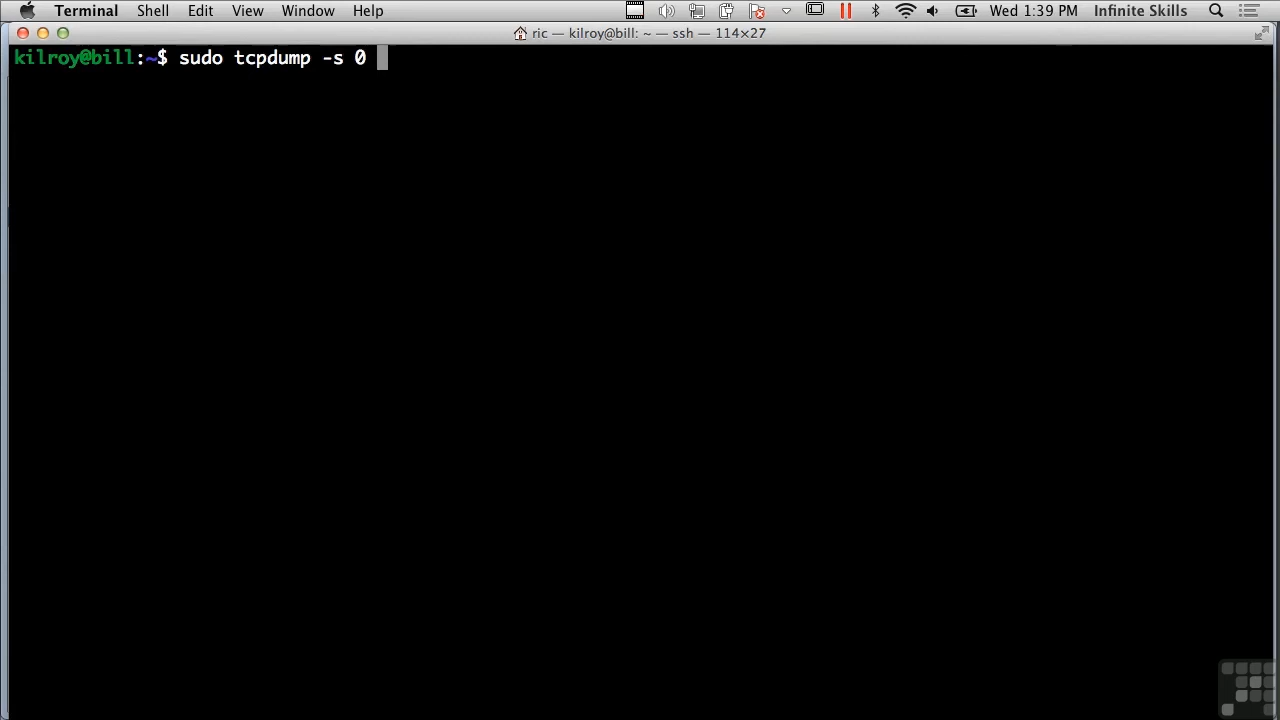 Terminal Shell Edit View Window Help Wed 1:39 PM Infinite Skills
ric — kilroy@bill: ~ — ssh — 114×27
kilroy@bill:~$ sudo tcpdump -s 0